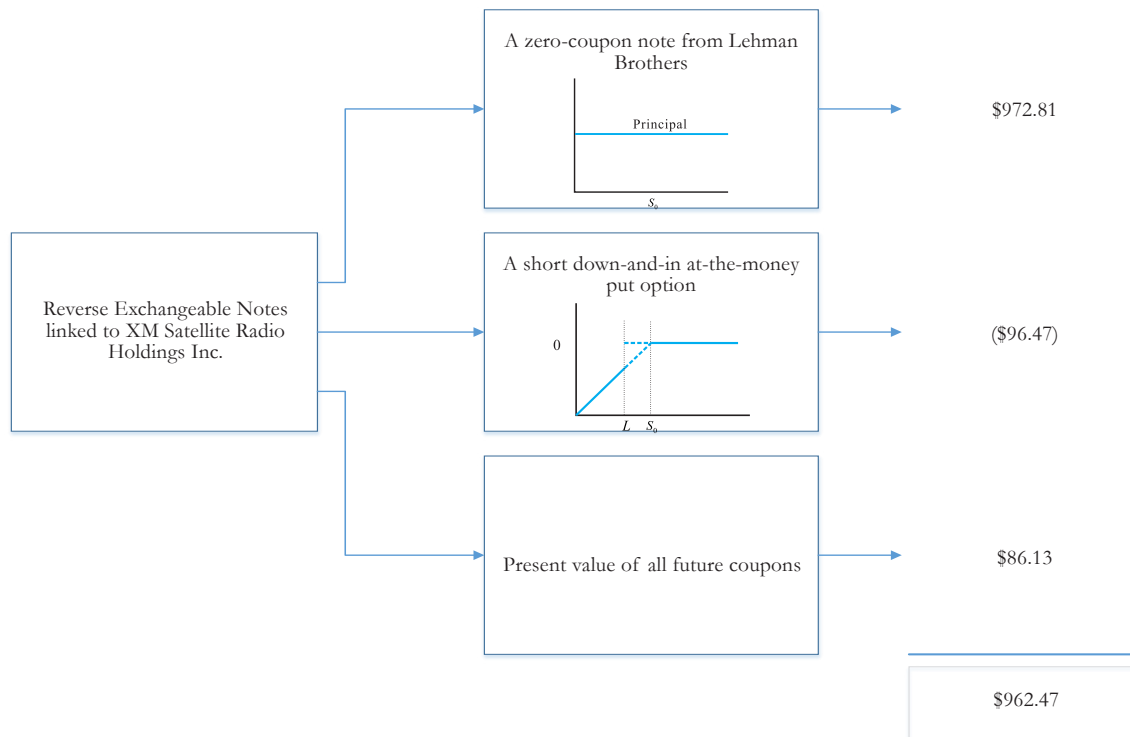 A zero-coupon note from Lehman
Brothers
Principal
S₀
$972.81
Reverse Exchangeable Notes
linked to XM Satellite Radio
Holdings Inc.
A short down-and-in at-the-money
put option
0
L S₀
($96.47)
Present value of all future coupons
$86.13
$962.47